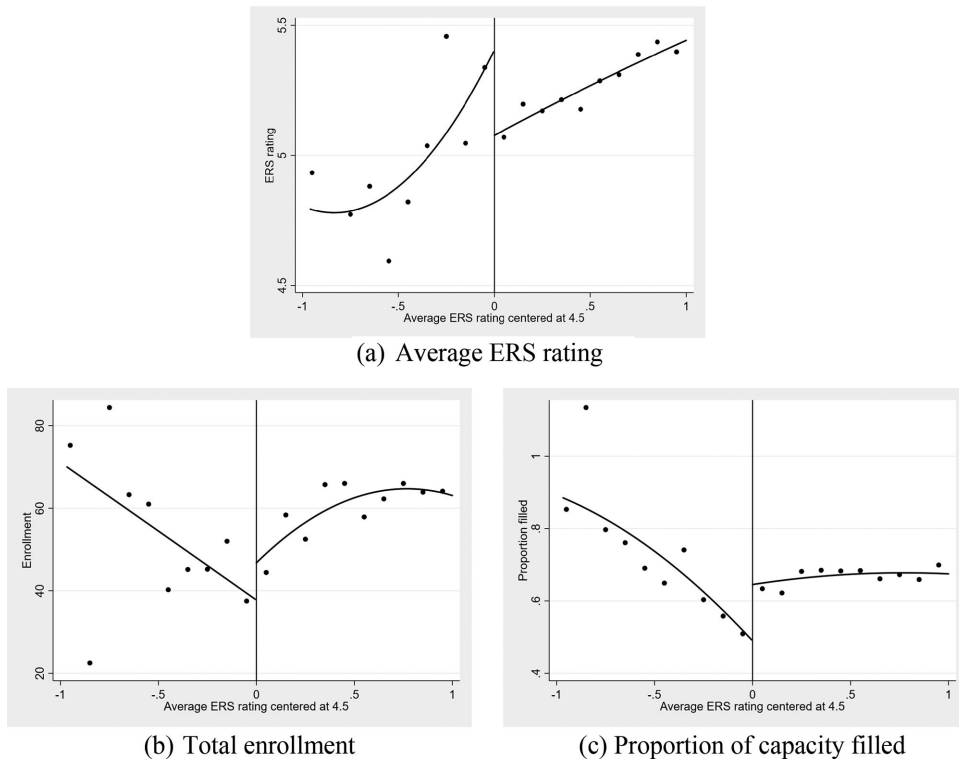 5.5
5
4.5
ERS rating
-1 -.5 0 .5 1
Average ERS rating centered at 4.5
(a) Average ERS rating
80
60
40
20
Enrollment
-1 -.5 0 .5 1
Average ERS rating centered at 4.5
(b) Total enrollment
1
.8
.6
.4
Proportion filled
-1 -.5 0 .5 1
Average ERS rating centered at 4.5
(c) Proportion of capacity filled